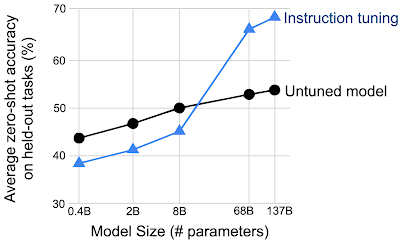 Average zero-shot accuracy
on held-out tasks (%)
70
60
50
40
30
Instruction tuning
Untuned model
0.4B 2B 8B 68B 137B
Model Size (# parameters)